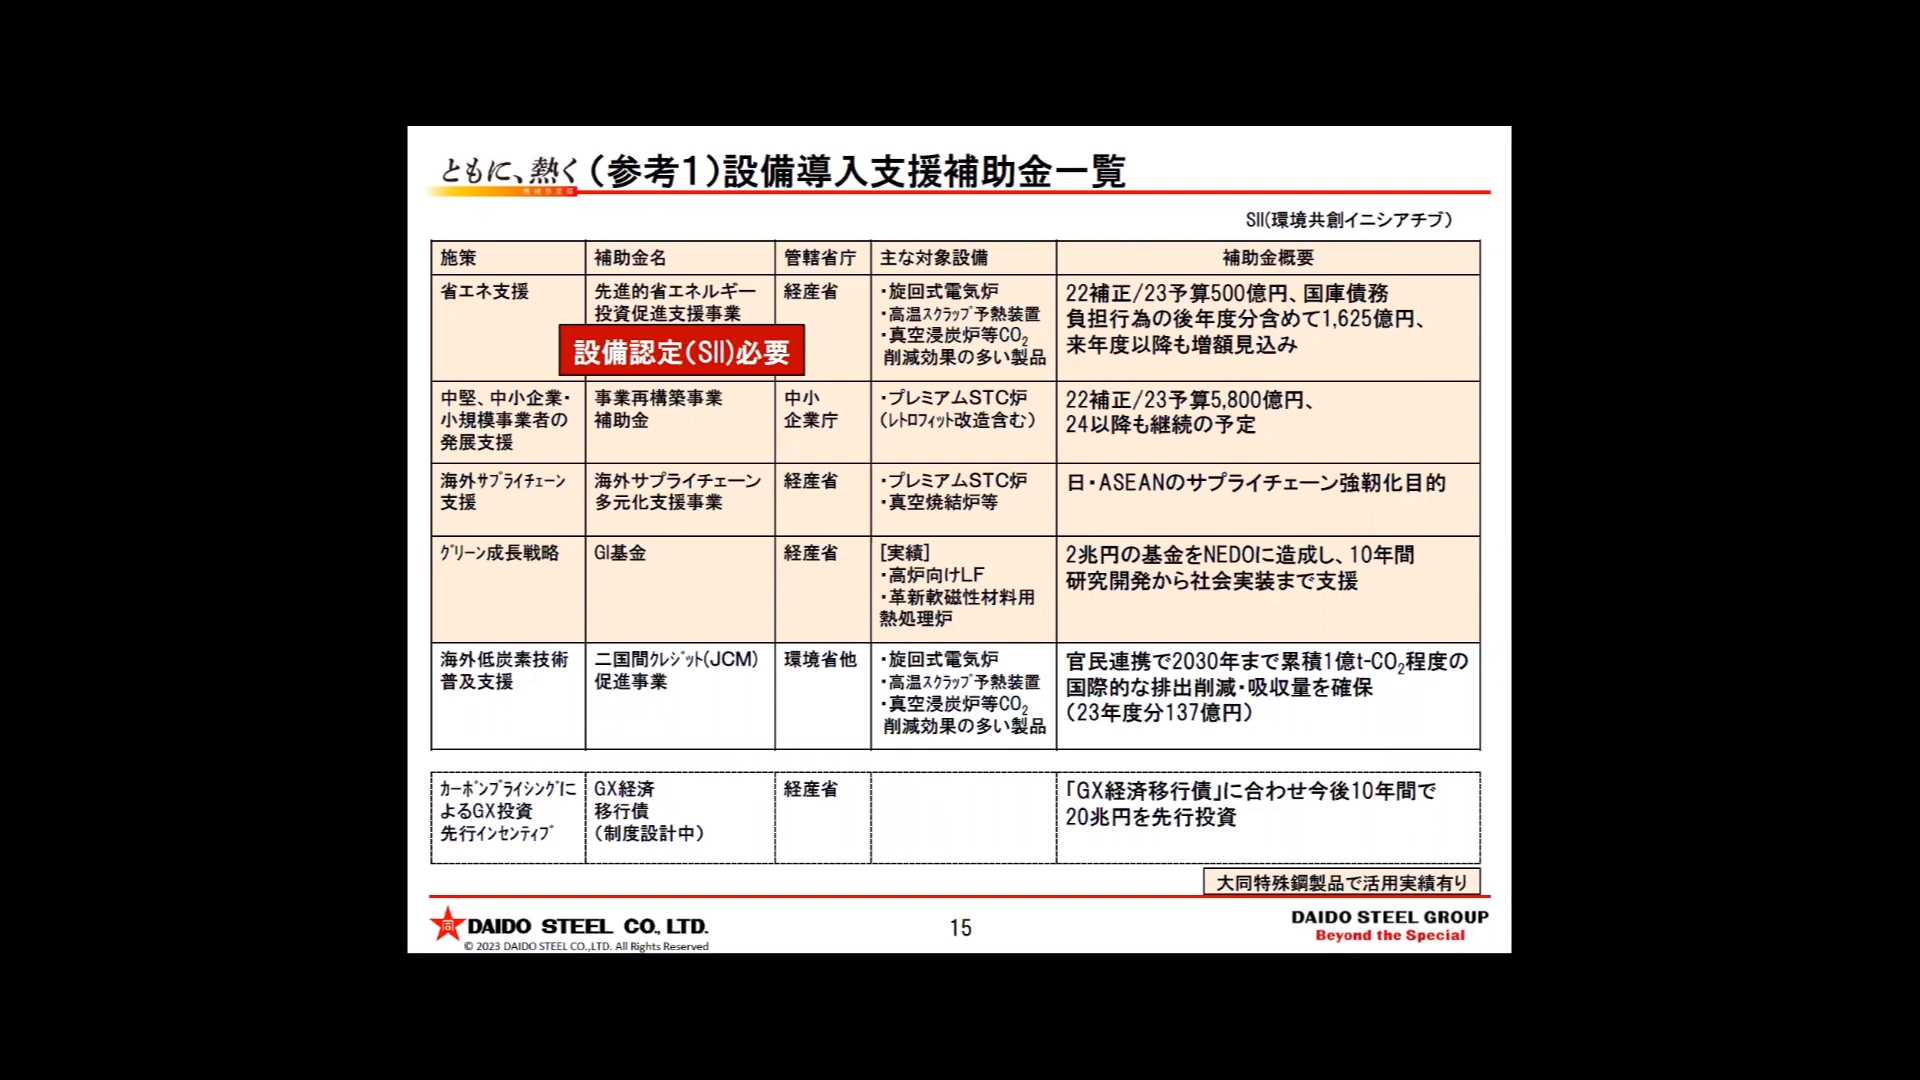 ともに、熱く
機械事業部
（参考１）設備導入支援補助金一覧
SII(環境共創イニシアチブ）
施策
補助金名
管轄省庁
主な対象設備
補助金概要
省エネ支援
先進的省エネルギー
投資促進支援事業
設備認定（SII)必要
経産省
・旋回式電気炉
・高温ｽｸﾗｯﾌﾟ予熱装置
・真空浸炭炉等CO2
削減効果の多い製品
22補正/23予算500億円、国庫債務
負担行為の後年度分含めて1,625億円、
来年度以降も増額見込み
中堅、中小企業・
小規模事業者の
発展支援
事業再構築事業
補助金
中小
企業庁
・プレミアムSTC炉
（ﾚﾄﾛﾌｨｯﾄ改造含む）
22補正/23予算5,800億円、
24以降も継続の予定
海外ｻﾌﾟﾗｲﾁｪｰﾝ
支援
海外サプライチェーン
多元化支援事業
経産省
・プレミアムSTC炉
・真空焼結炉等
日・ASEANのサプライチェーン強靭化目的
ｸﾞﾘｰﾝ成長戦略
GI基金
経産省
[実績]
・高炉向けLF
・革新軟磁性材料用
熱処理炉
2兆円の基金をNEDOに造成し、10年間
研究開発から社会実装まで支援
海外低炭素技術
普及支援
二国間ｸﾚｼﾞｯﾄ(JCM)
促進事業
環境省他
・旋回式電気炉
・高温ｽｸﾗｯﾌﾟ予熱装置
・真空浸炭炉等CO2
削減効果の多い製品
官民連携で2030年まで累積1億t-CO2程度の
国際的な排出削減・吸収量を確保
（23年度分137億円）
ｶｰﾎﾞﾝﾌﾟﾗｲｼﾝｸﾞに
よるGX投資
先行ｲﾝｾﾝﾃｨﾌﾞ
GX経済
移行債
（制度設計中）
経産省
「GX経済移行債」に合わせ今後10年間で
20兆円を先行投資
大同特殊鋼製品で活用実績有り
同
DAIDO STEEL CO., LTD.
© 2023 DAIDO STEEL CO.,LTD. All Rights Reserved
15
DAIDO STEEL GROUP
Beyond the Special